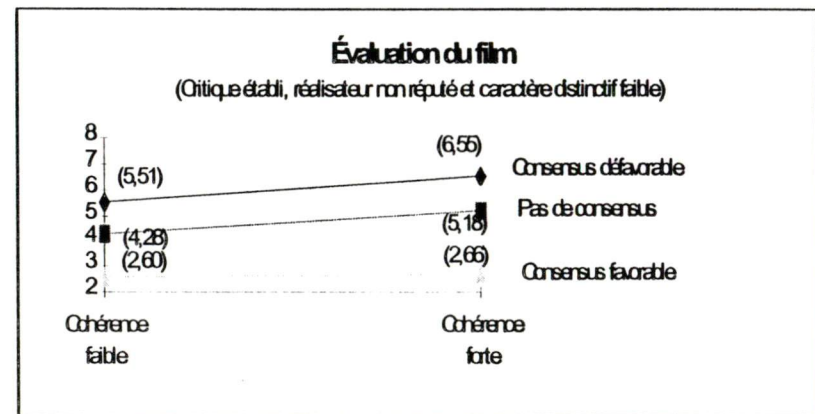 Évaluation du film
(Critique établi, réalisateur non réputé et caractère distinctif faible)
8
7
6
5
4
3
2
(5,51)
(4,28)
(2,60)
(6,55)
(5,18)
(2,66)
Consensus défavorable
Pas de consensus
Consensus favorable
Cohérence
faible
Cohérence
forte